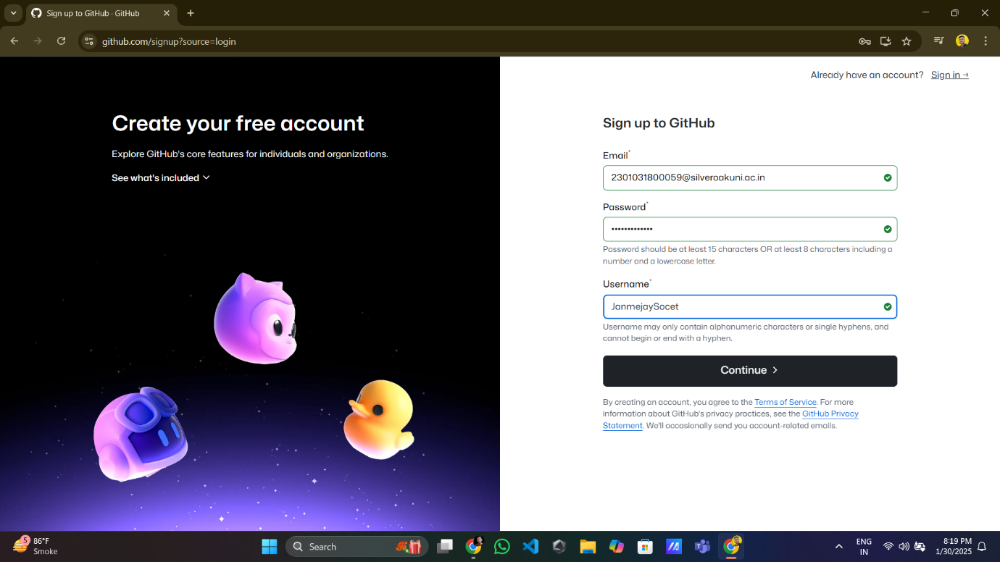 Sign up to GitHub · GitHub
github.com/signup?source=login
Already have an account? Sign in →
Create your free account
Explore GitHub's core features for individuals and organizations.
See what's included
Sign up to GitHub
Email*
2301031800059@silveroakuni.ac.in
Password*
•••••••••••••
Password should be at least 15 characters OR at least 8 characters including a
number and a lowercase letter.
Username*
JanmejaySocet
Username may only contain alphanumeric characters or single hyphens, and
cannot begin or end with a hyphen.
Continue
By creating an account, you agree to the Terms of Service. For more
information about GitHub's privacy practices, see the GitHub Privacy
Statement. We'll occasionally send you account-related emails.
5
86°F
Smoke
Search
ENG
IN
8:19 PM
1/30/2025